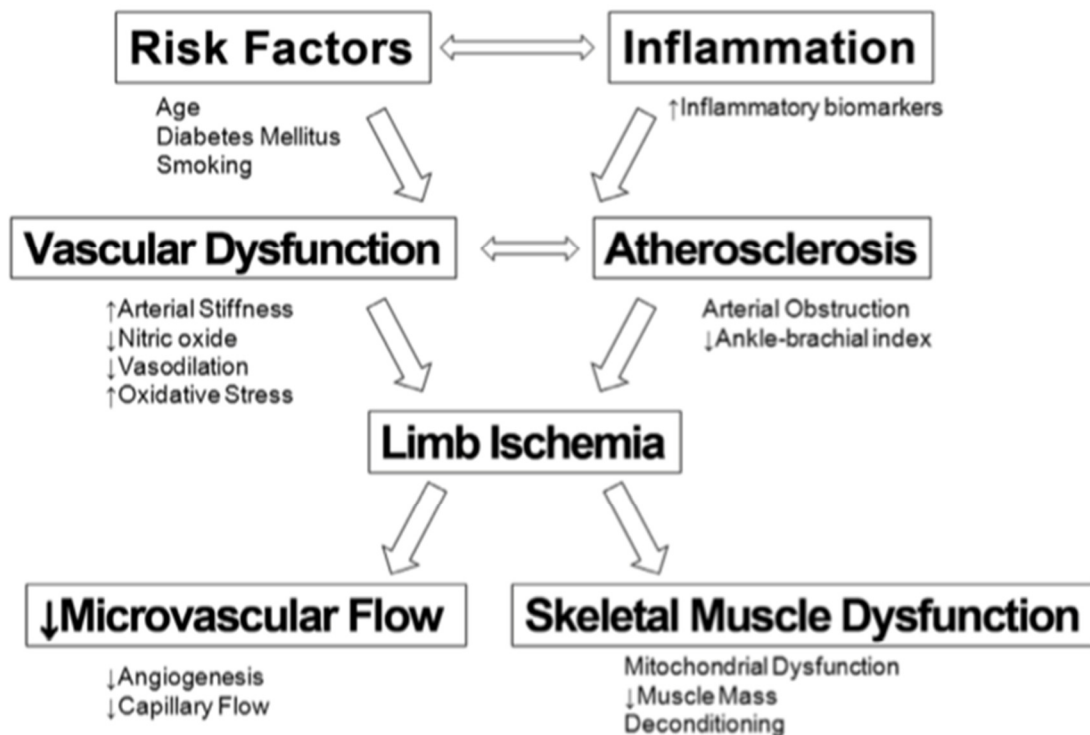 Risk Factors
Inflammation
Age
Diabetes Mellitus
Smoking
↑Inflammatory biomarkers
Vascular Dysfunction
Atherosclerosis
↑Arterial Stiffness
↓Nitric oxide
↓Vasodilation
↑Oxidative Stress
Arterial Obstruction
↓Ankle-brachial index
Limb Ischemia
↓Microvascular Flow
Skeletal Muscle Dysfunction
↓Angiogenesis
↓Capillary Flow
Mitochondrial Dysfunction
↓Muscle Mass
Deconditioning